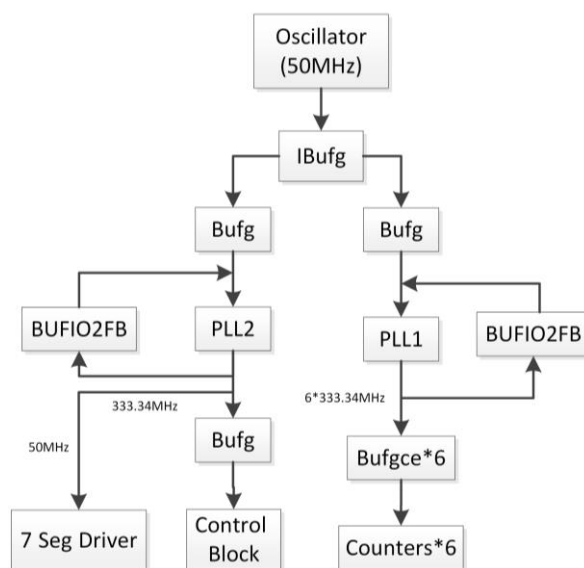 Oscillator
(50MHz)
IBufg
Bufg
Bufg
BUFIO2FB
PLL2
PLL1
BUFIO2FB
333.34MHz
6*333.34MHz
50MHz
Bufg
Bufgce*6
7 Seg Driver
Control
Block
Counters*6